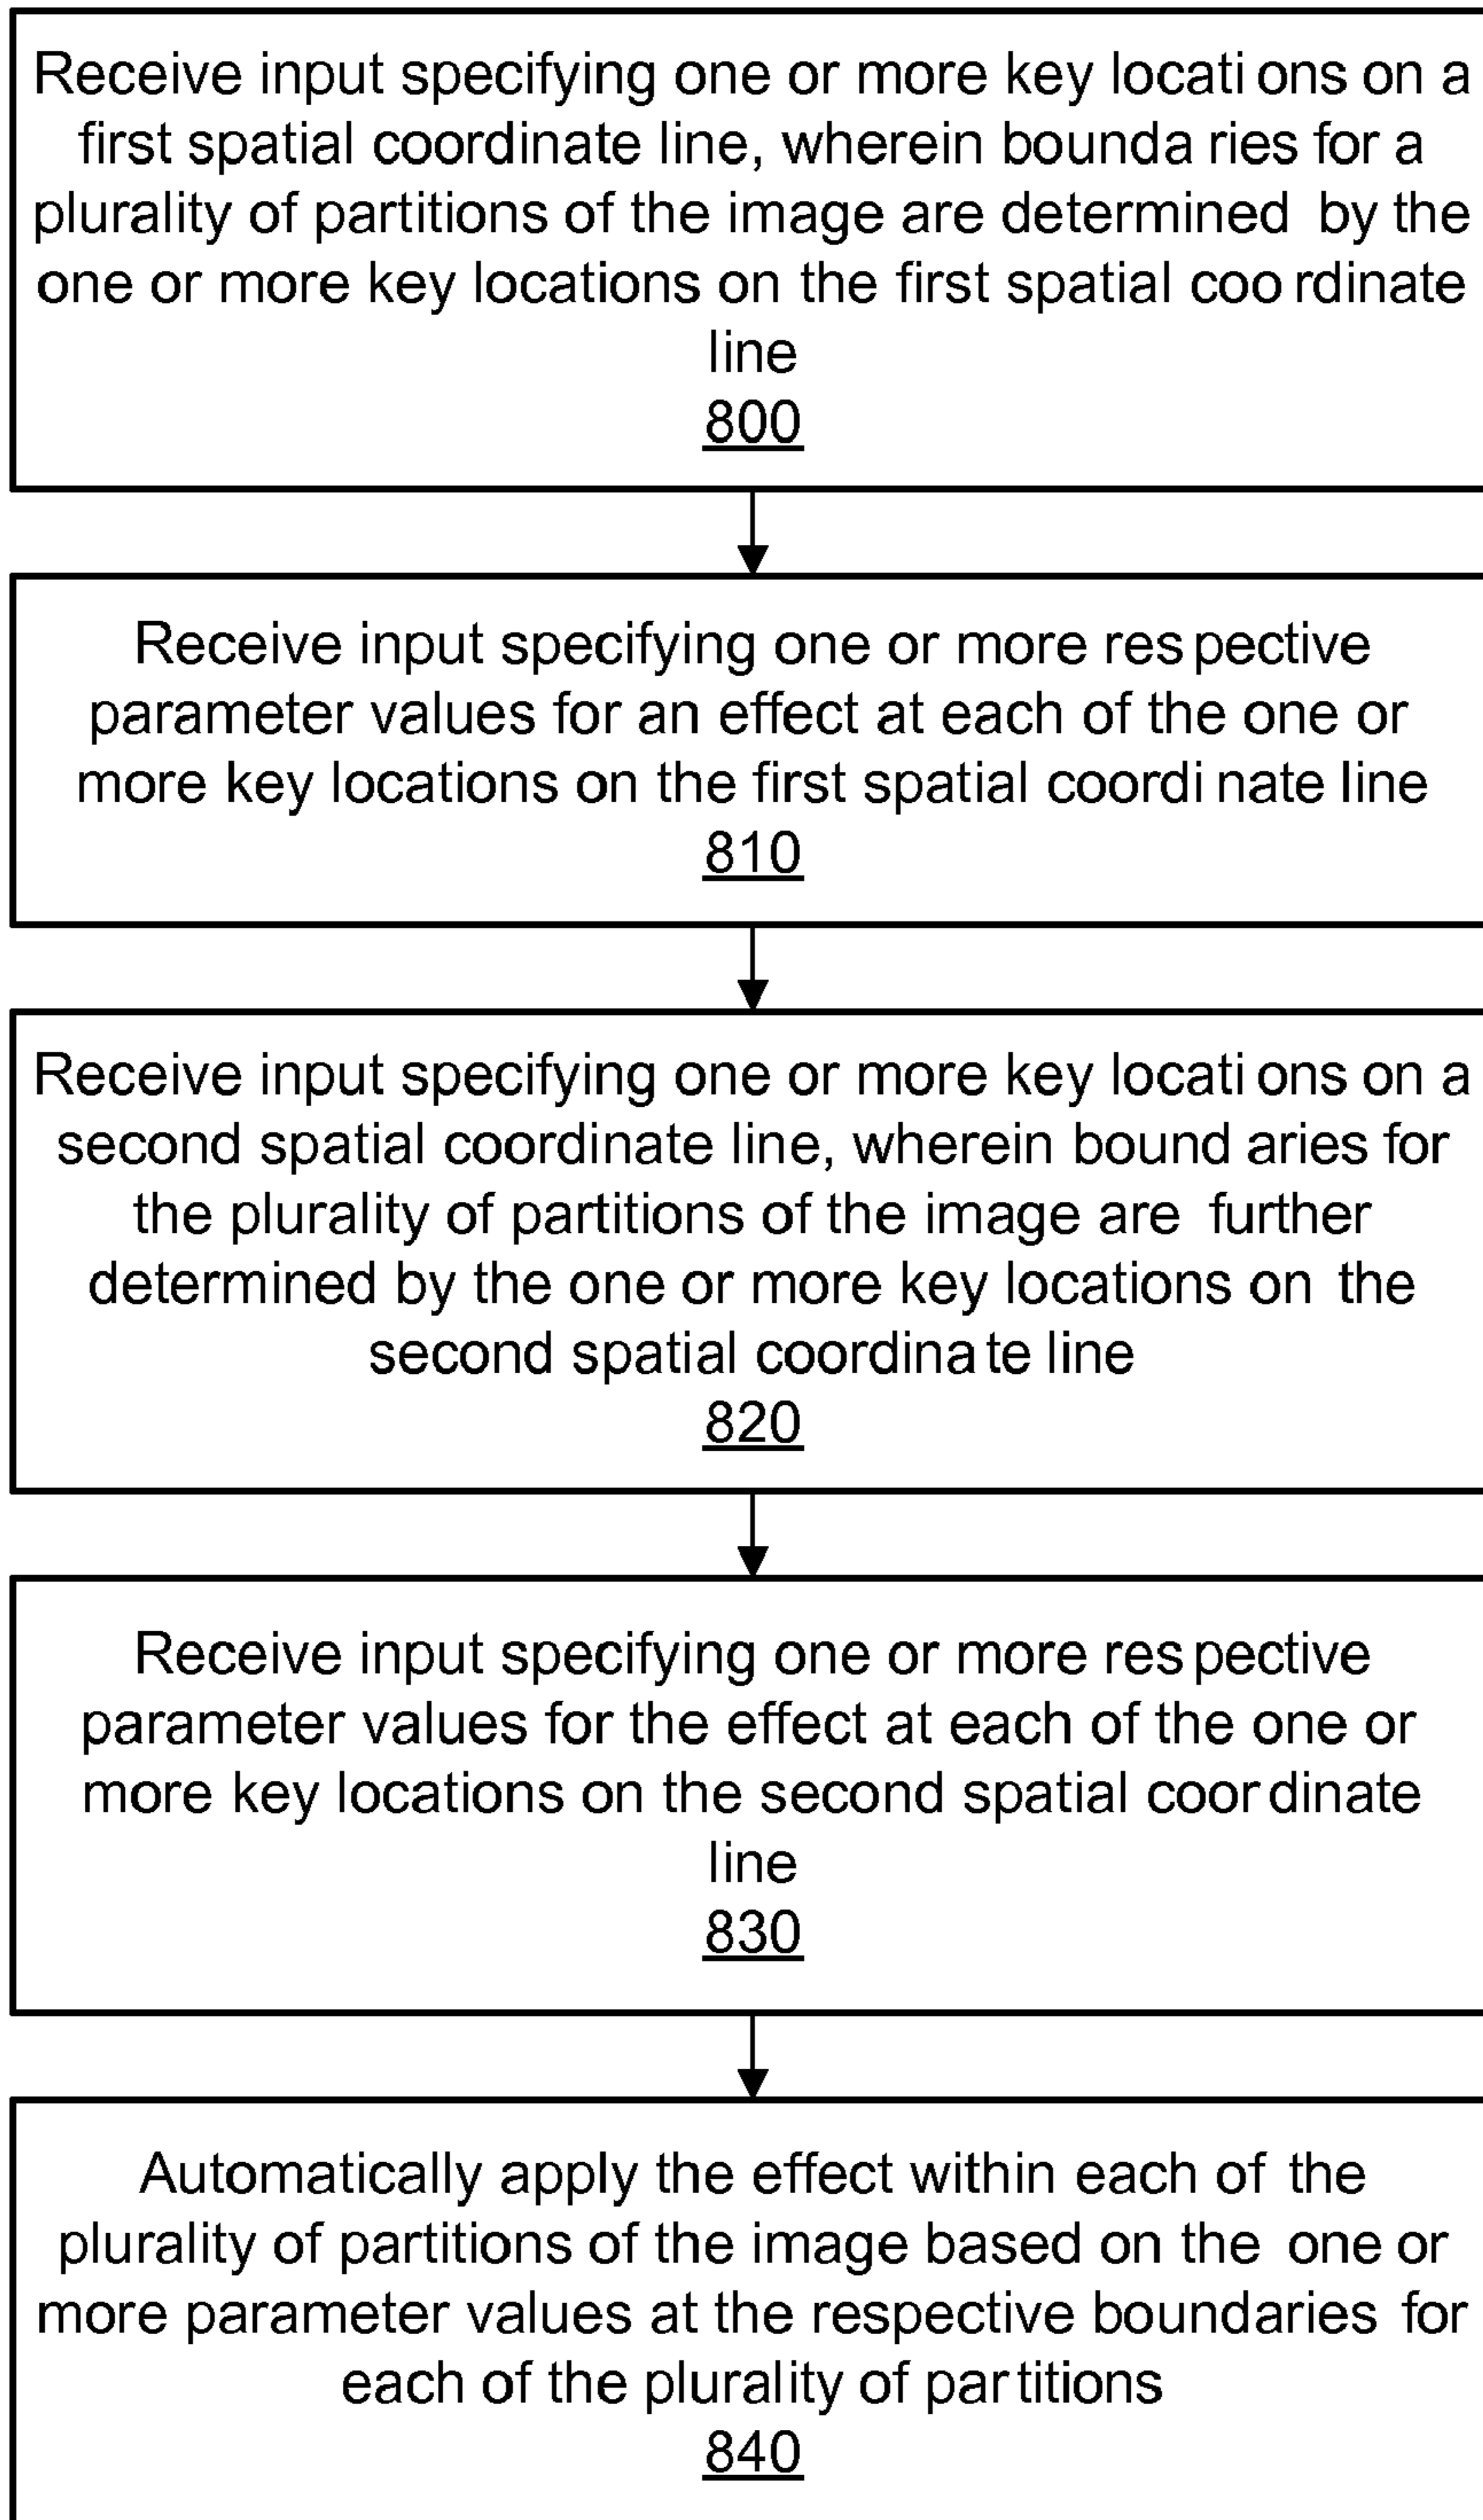 Receive input specifying one or more key locations on a
first spatial coordinate line, wherein boundaries for a
plurality of partitions of the image are determined by the
one or more key locations on the first spatial coordinate
line
800
Receive input specifying one or more respective
parameter values for an effect at each of the one or
more key locations on the first spatial coordinate line
810
Receive input specifying one or more key locations on a
second spatial coordinate line, wherein boundaries for
the plurality of partitions of the image are further
determined by the one or more key locations on the
second spatial coordinate line
820
Receive input specifying one or more respective
parameter values for the effect at each of the one or
more key locations on the second spatial coordinate
line
830
Automatically apply the effect within each of the
plurality of partitions of the image based on the one or
more parameter values at the respective boundaries for
each of the plurality of partitions
840